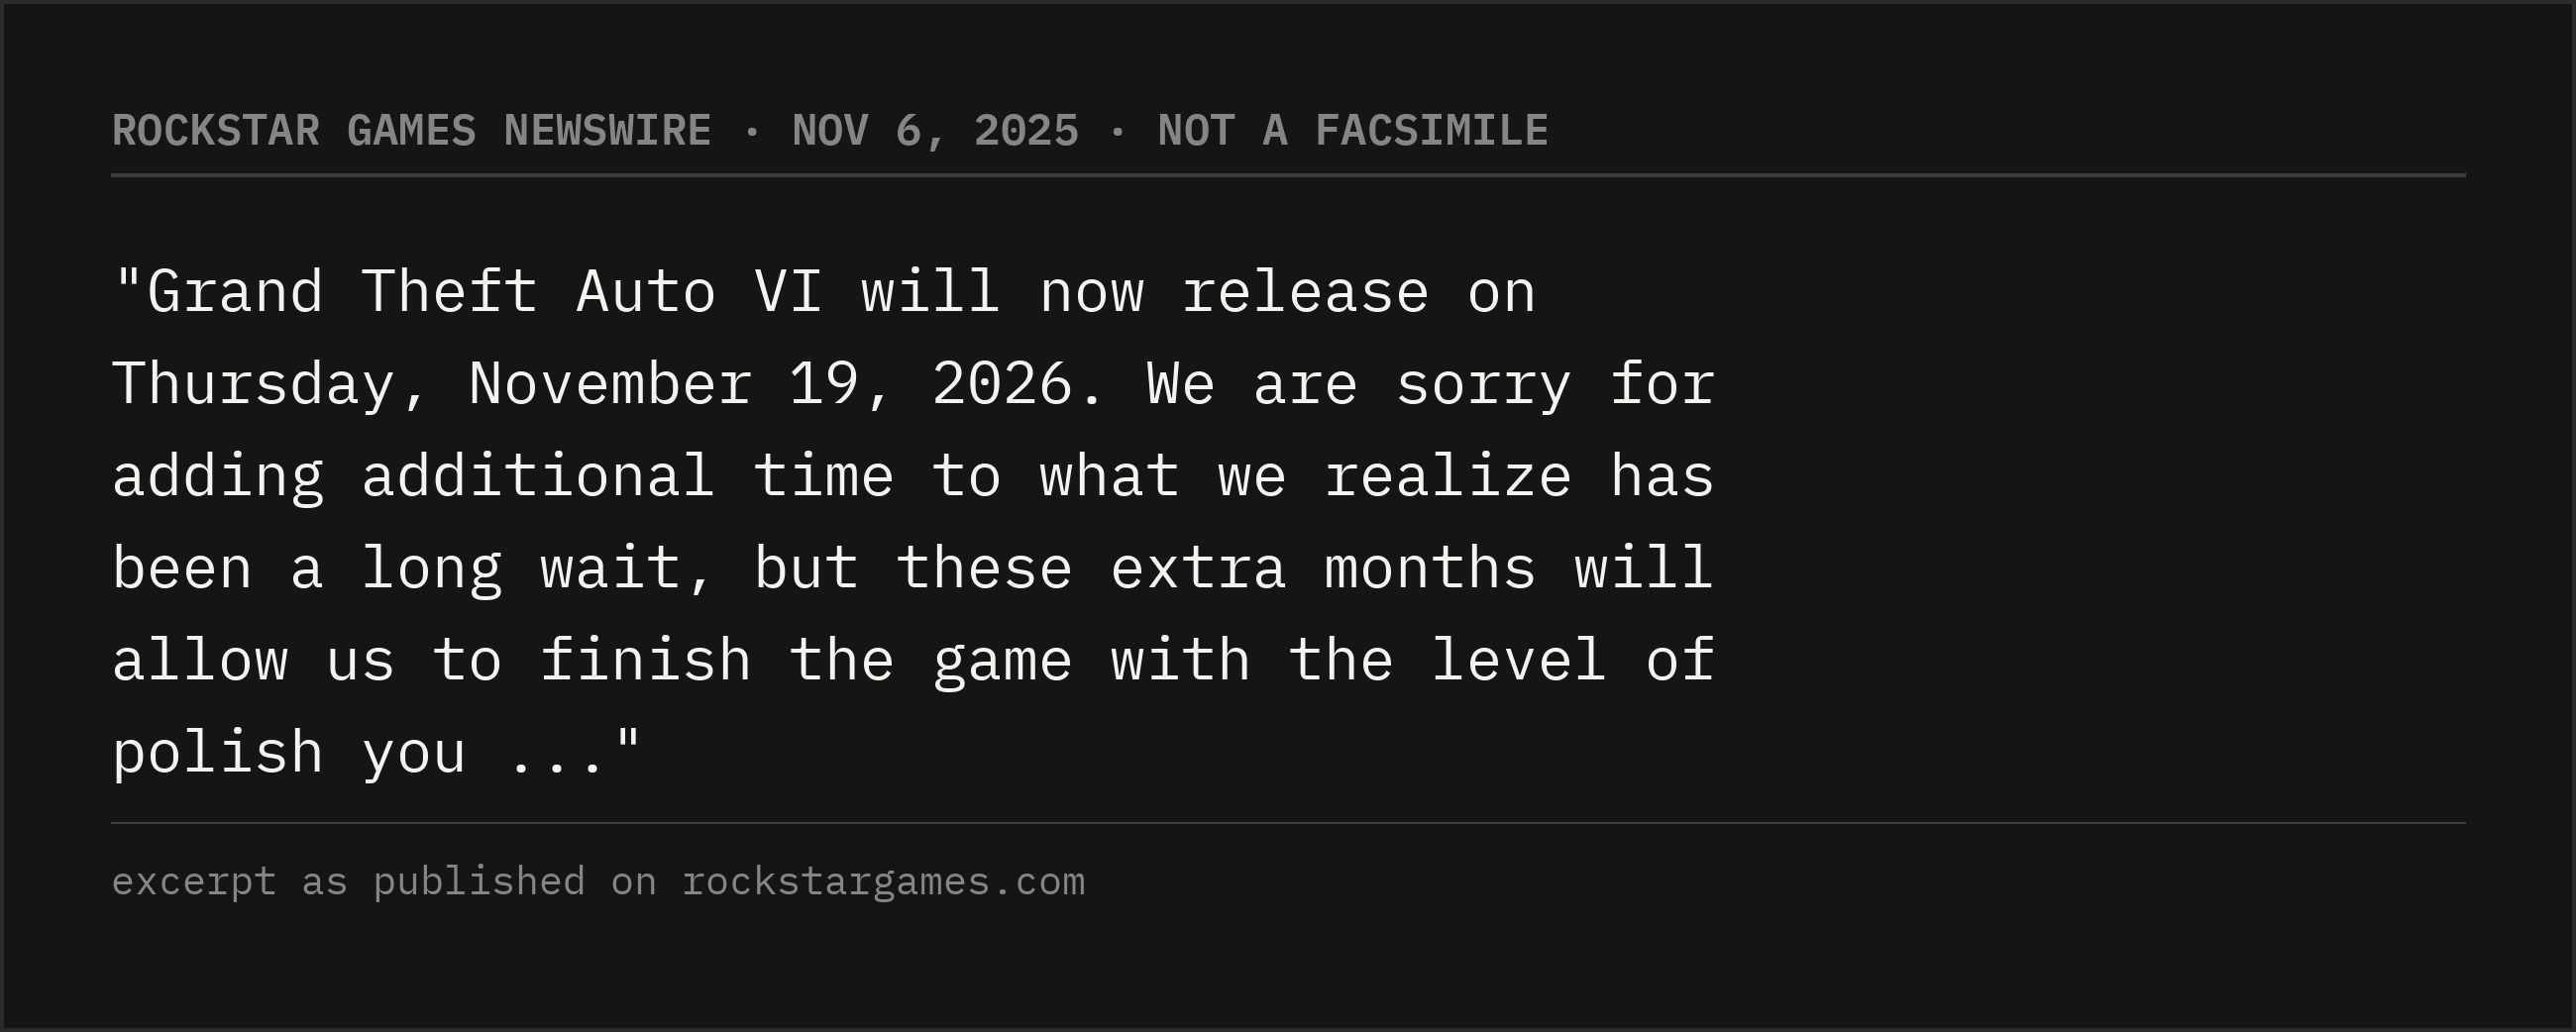 ROCKSTAR GAMES NEWSWIRE · NOV 6, 2025 · NOT A FACSIMILE
"Grand Theft Auto VI will now release on
Thursday, November 19, 2026. We are sorry for
adding additional time to what we realize has
been a long wait, but these extra months will
allow us to finish the game with the level of
polish you ..."
excerpt as published on rockstargames.com